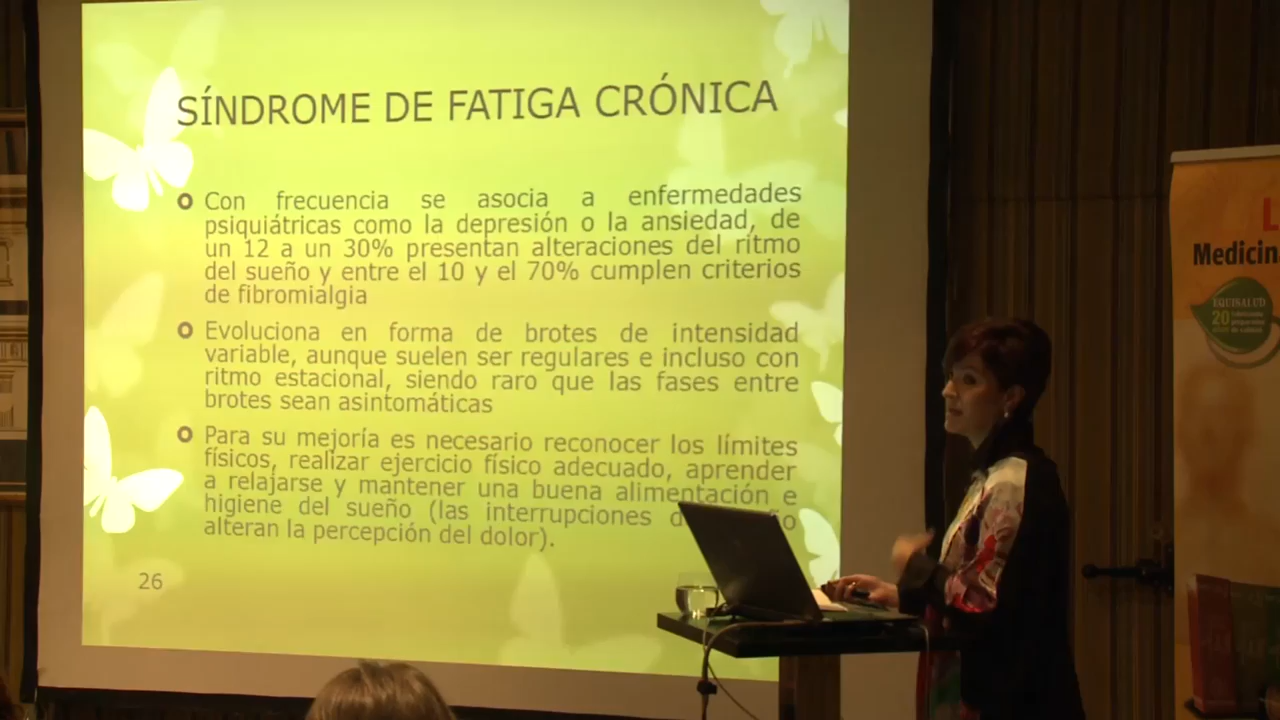 SÍNDROME DE FATIGA CRÓNICA
Con frecuencia se asocia a enfermedades
psiquiátricas como la depresión o la ansiedad, de
un 12 a un 30% presentan alteraciones del ritmo
del sueño y entre el 10 y el 70% cumplen criterios
de fibromialgia
Evoluciona en forma de brotes de intensidad
variable, aunque suelen ser regulares e incluso con
ritmo estacional, siendo raro que las fases entre
brotes sean asintomáticas
Para su mejoría es necesario reconocer los límites
físicos, realizar ejercicio físico adecuado, aprender
a relajarse y mantener una buena alimentación e
higiene del sueño (las interrupciones
alteran la percepción del dolor).
26
L
Medicin
EQUISALUD
20